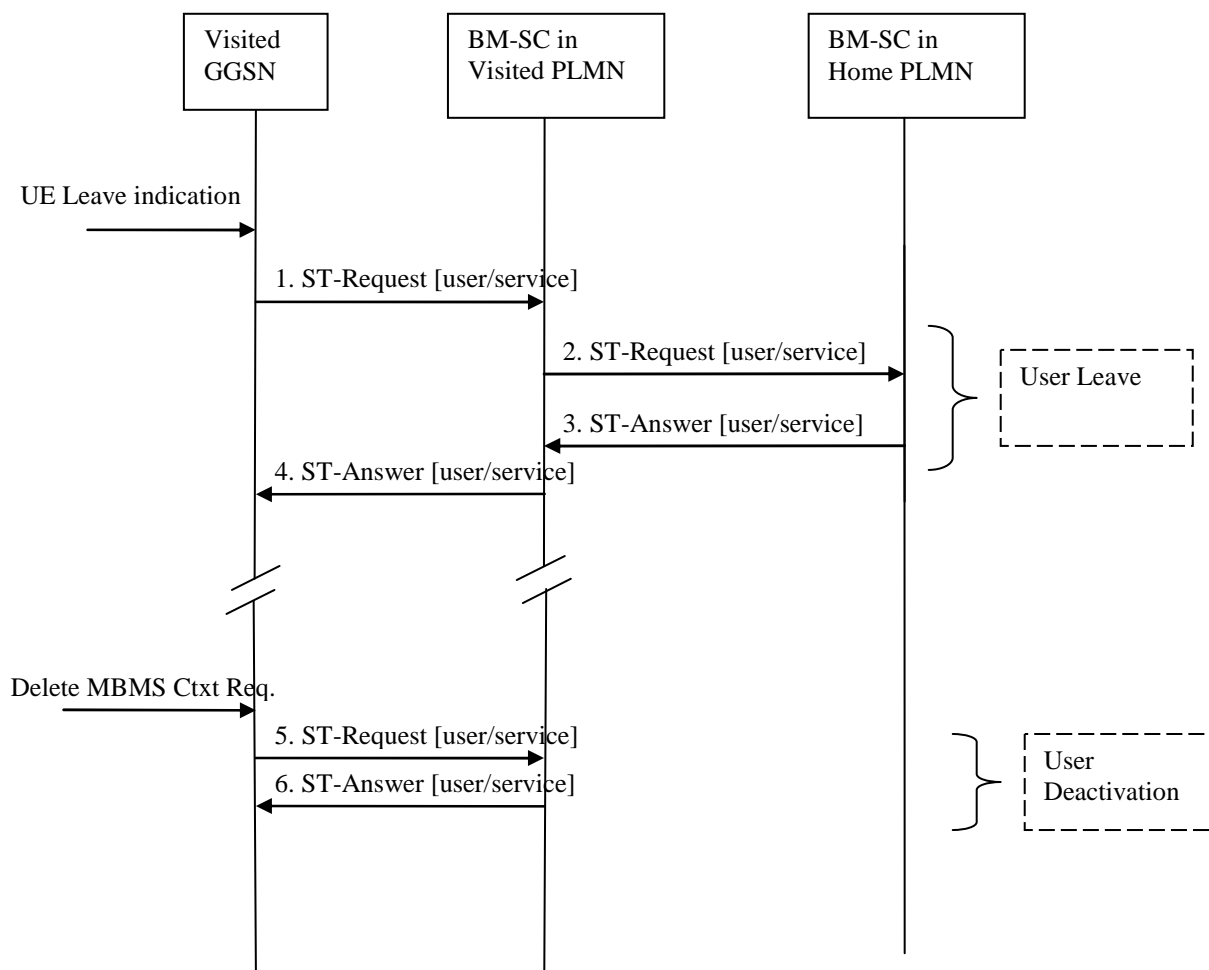 Visited
GGSN
BM-SC in
Visited PLMN
BM-SC in
Home PLMN
UE Leave indication
1. ST-Request [user/service]
2. ST-Request [user/service]
User Leave
3. ST-Answer [user/service]
4. ST-Answer [user/service]
Delete MBMS Ctxt Req.
5. ST-Request [user/service]
6. ST-Answer [user/service]
User
Deactivation